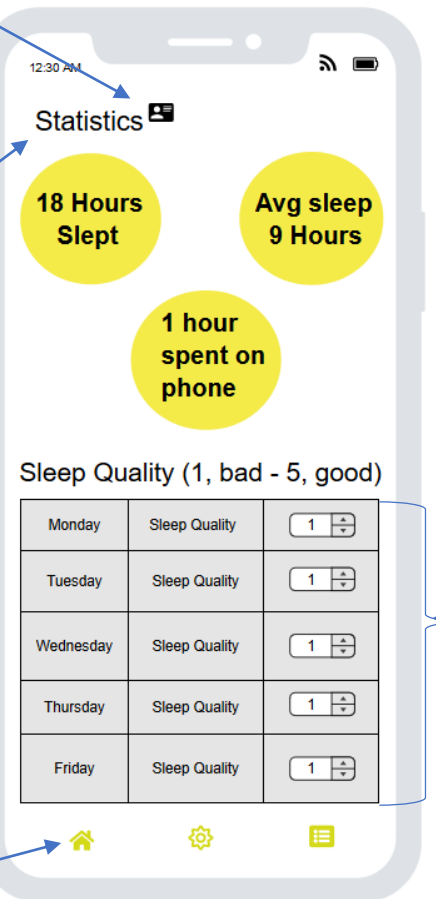 12:30 AM
Statistics
18 Hours
Slept
Avg sleep
9 Hours
1 hour
spent on
phone
Sleep Quality (1, bad - 5, good)
Monday Sleep Quality 1
Tuesday Sleep Quality 1
Wednesday Sleep Quality 1
Thursday Sleep Quality 1
Friday Sleep Quality 1